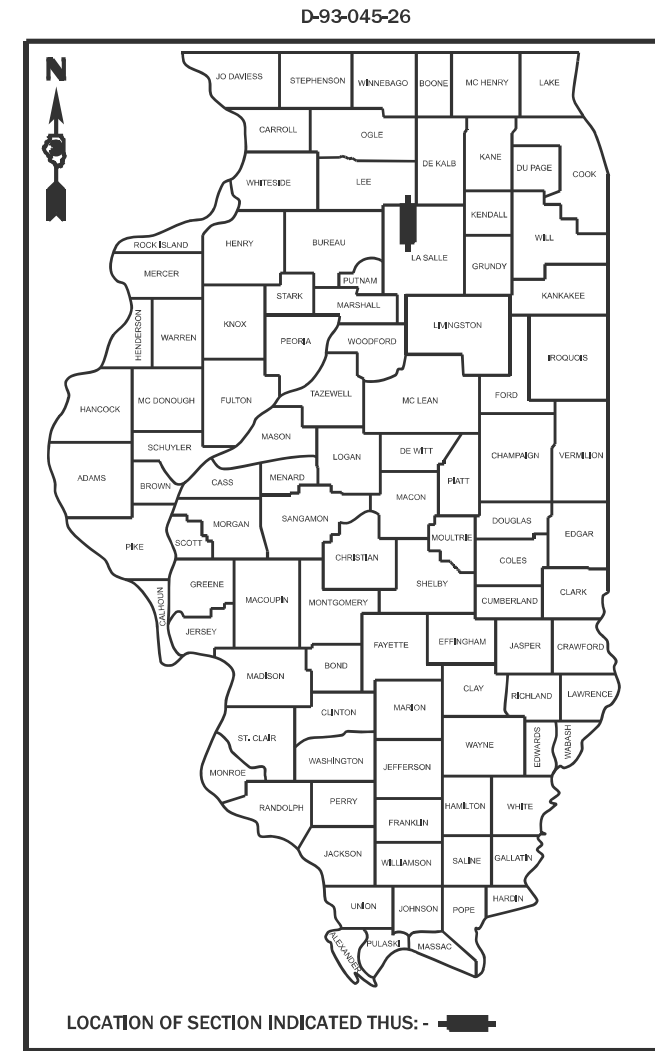 D-93-045-26
N
JO DAVIESS STEPHENSON WINNEBAGO BOONE MC HENRY LAKE
CARROLL OGLE DE KALB KANE DU PAGE COOK
WHITESIDE LEE
KENDALL WILL
ROCK ISLAND HENRY BUREAU LA SALLE GRUNDY
MERCER PUTNAM
STARK MARSHALL KANKAKEE
HENDERSON WARREN KNOX PEORIA WOODFORD LIVINGSTON IROQUOIS
HANCOCK MC DONOUGH FULTON TAZEWELL MC LEAN FORD
MASON
SCHUYLER LOGAN DE WITT CHAMPAIGN VERMILION
ADAMS BROWN CASS MENARD MACON PIATT
MORGAN SANGAMON DOUGLAS
PIKE SCOTT CHRISTIAN MOULTRIE COLES EDGAR
GREENE SHELBY
CALHOUN MACOUPIN MONTGOMERY CUMBERLAND CLARK
JERSEY FAYETTE EFFINGHAM JASPER CRAWFORD
MADISON BOND
CLAY RICHLAND LAWRENCE
CLINTON MARION
ST. CLAIR WAYNE EDWARDS WABASH
MONROE WASHINGTON JEFFERSON
RANDOLPH PERRY HAMILTON WHITE
FRANKLIN
JACKSON WILLIAMSON SALINE GALLATIN
UNION JOHNSON POPE HARDIN
ALEXANDER PULASKI MASSAC
LOCATION OF SECTION INDICATED THUS: -